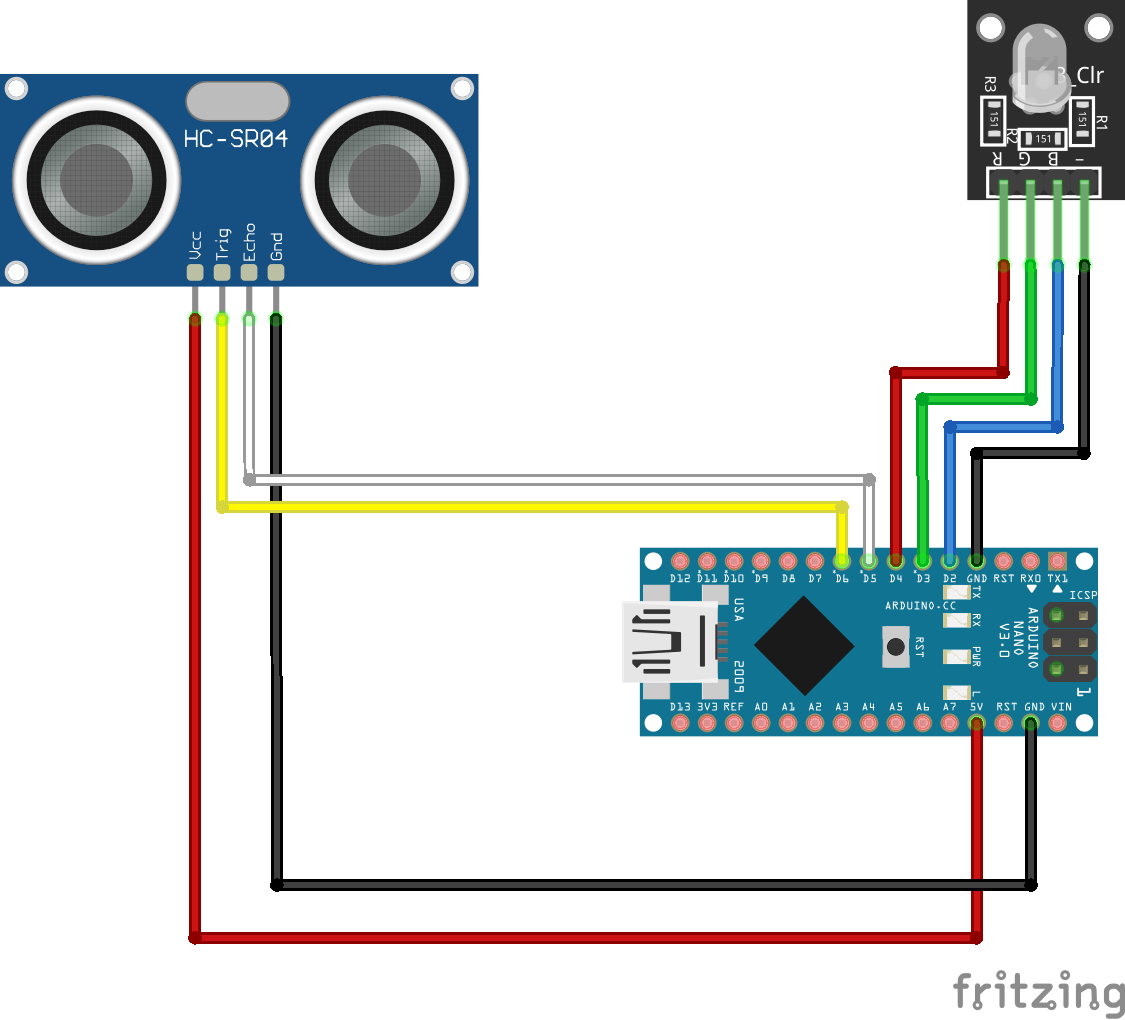 HC-SR04
Vcc
Trig
Echo
Gnd
_Clr
R3
R1
R2
151
151
151
R G B -
D12 D11 D10 D9 D8 D7 D6 D5 D4 D3 D2 GND RST RX0 TX1
TX
RX
PWR
L
USA
2009
ARDUINO.CC
RST
ARDUINO
NANO
V3.0
ICSP
1
D13 3V3 REF A0 A1 A2 A3 A4 A5 A6 A7 5V RST GND VIN
fritzing